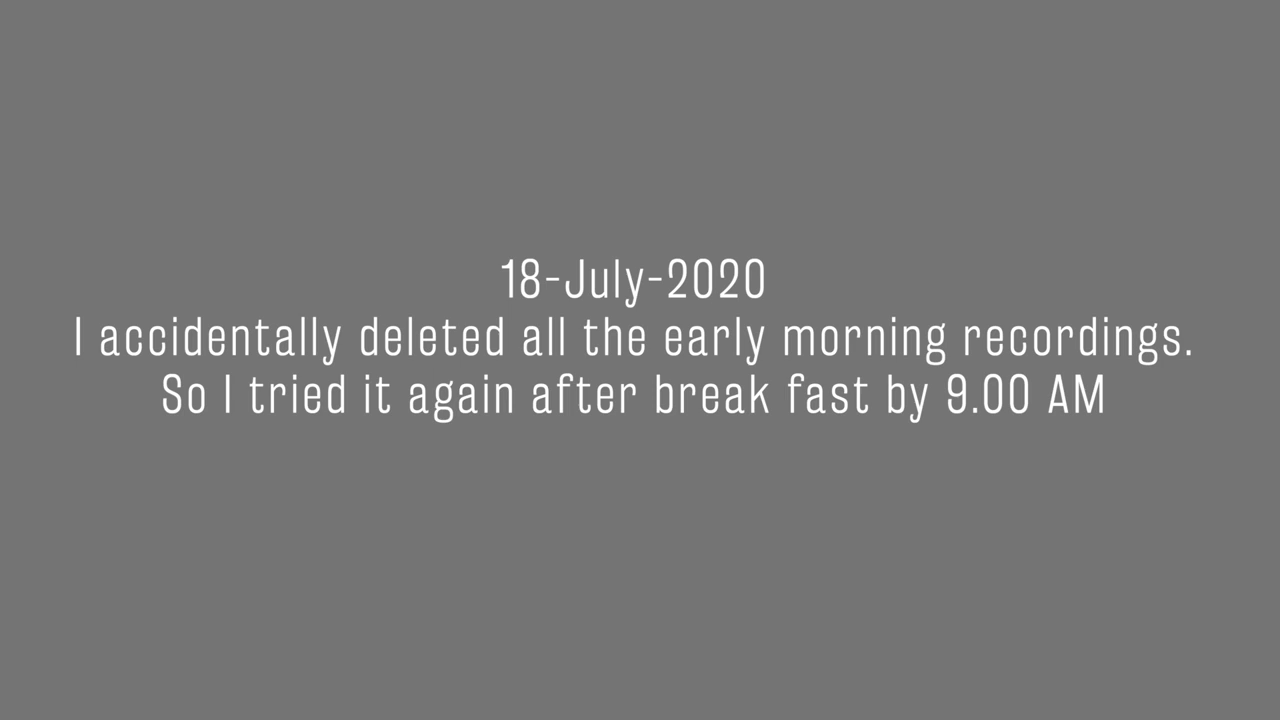 18-July-2020
I accidentally deleted all the early morning recordings.
So I tried it again after break fast by 9.00 AM